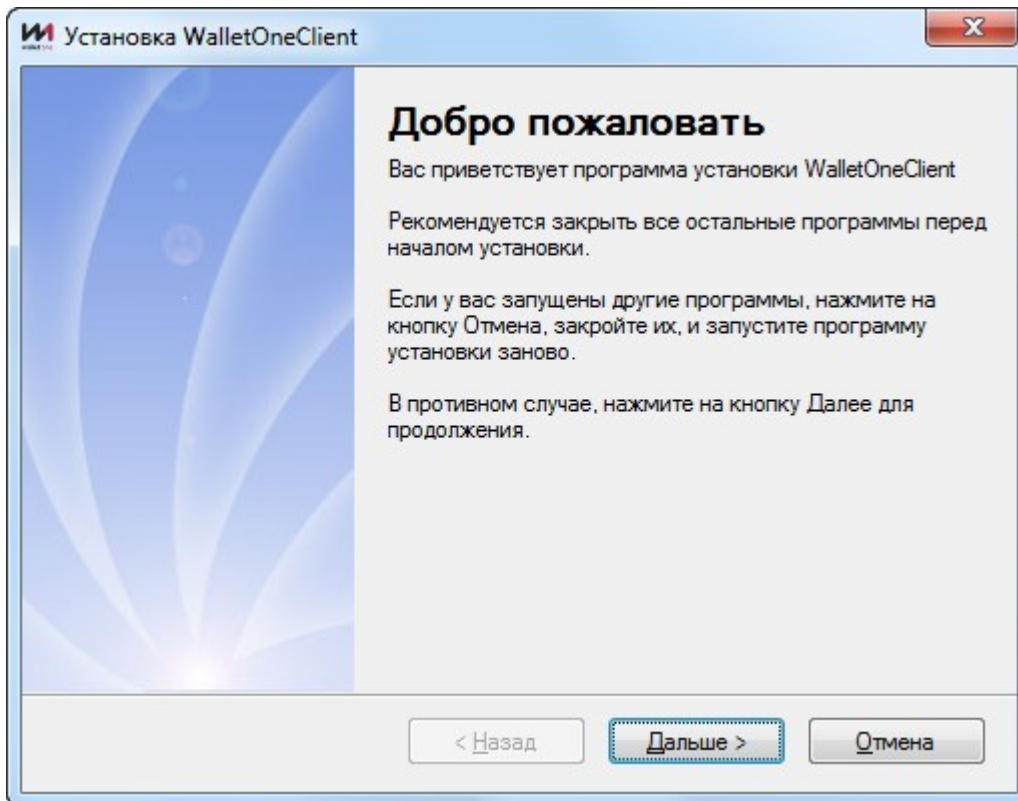 Установка WalletOneClient
Добро пожаловать
Вас приветствует программа установки WalletOneClient
Рекомендуется закрыть все остальные программы перед
началом установки.
Если у вас запущены другие программы, нажмите на
кнопку Отмена, закройте их, и запустите программу
установки заново.
В противном случае, нажмите на кнопку Далее для
продолжения.
< Назад
Дальше >
Отмена